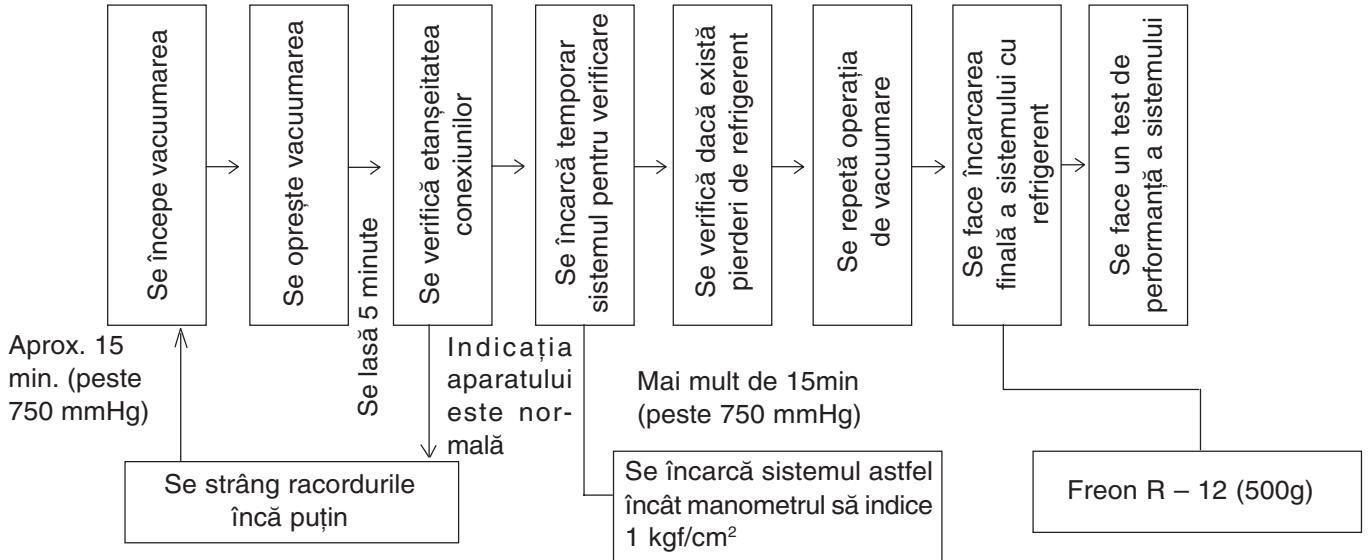 Se începe vacuumarea
Se oprește vacuumarea
Se lasă 5 minute
Se verifică etanșeitatea
conexiunilor
Se încarcă temporar
sistemul pentru verificare
Se verifică dacă există
pierderi de refrigerent
Se repetă operația
de vacuumare
Se face încarcarea
finală a sistemului cu
refrigerent
Se face un test de
performanță a sistemului
Aprox. 15
min. (peste
750 mmHg)
Indicația
aparatului
este nor-
mală
Mai mult de 15min
(peste 750 mmHg)
Se strâng racordurile
încă puțin
Se încarcă sistemul astfel
încât manometrul să indice
1 kgf/cm²
Freon R – 12 (500g)